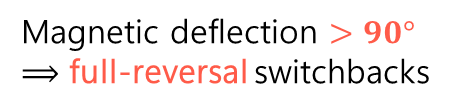 Magnetic deflection > 90°
⟹ full-reversal switchbacks